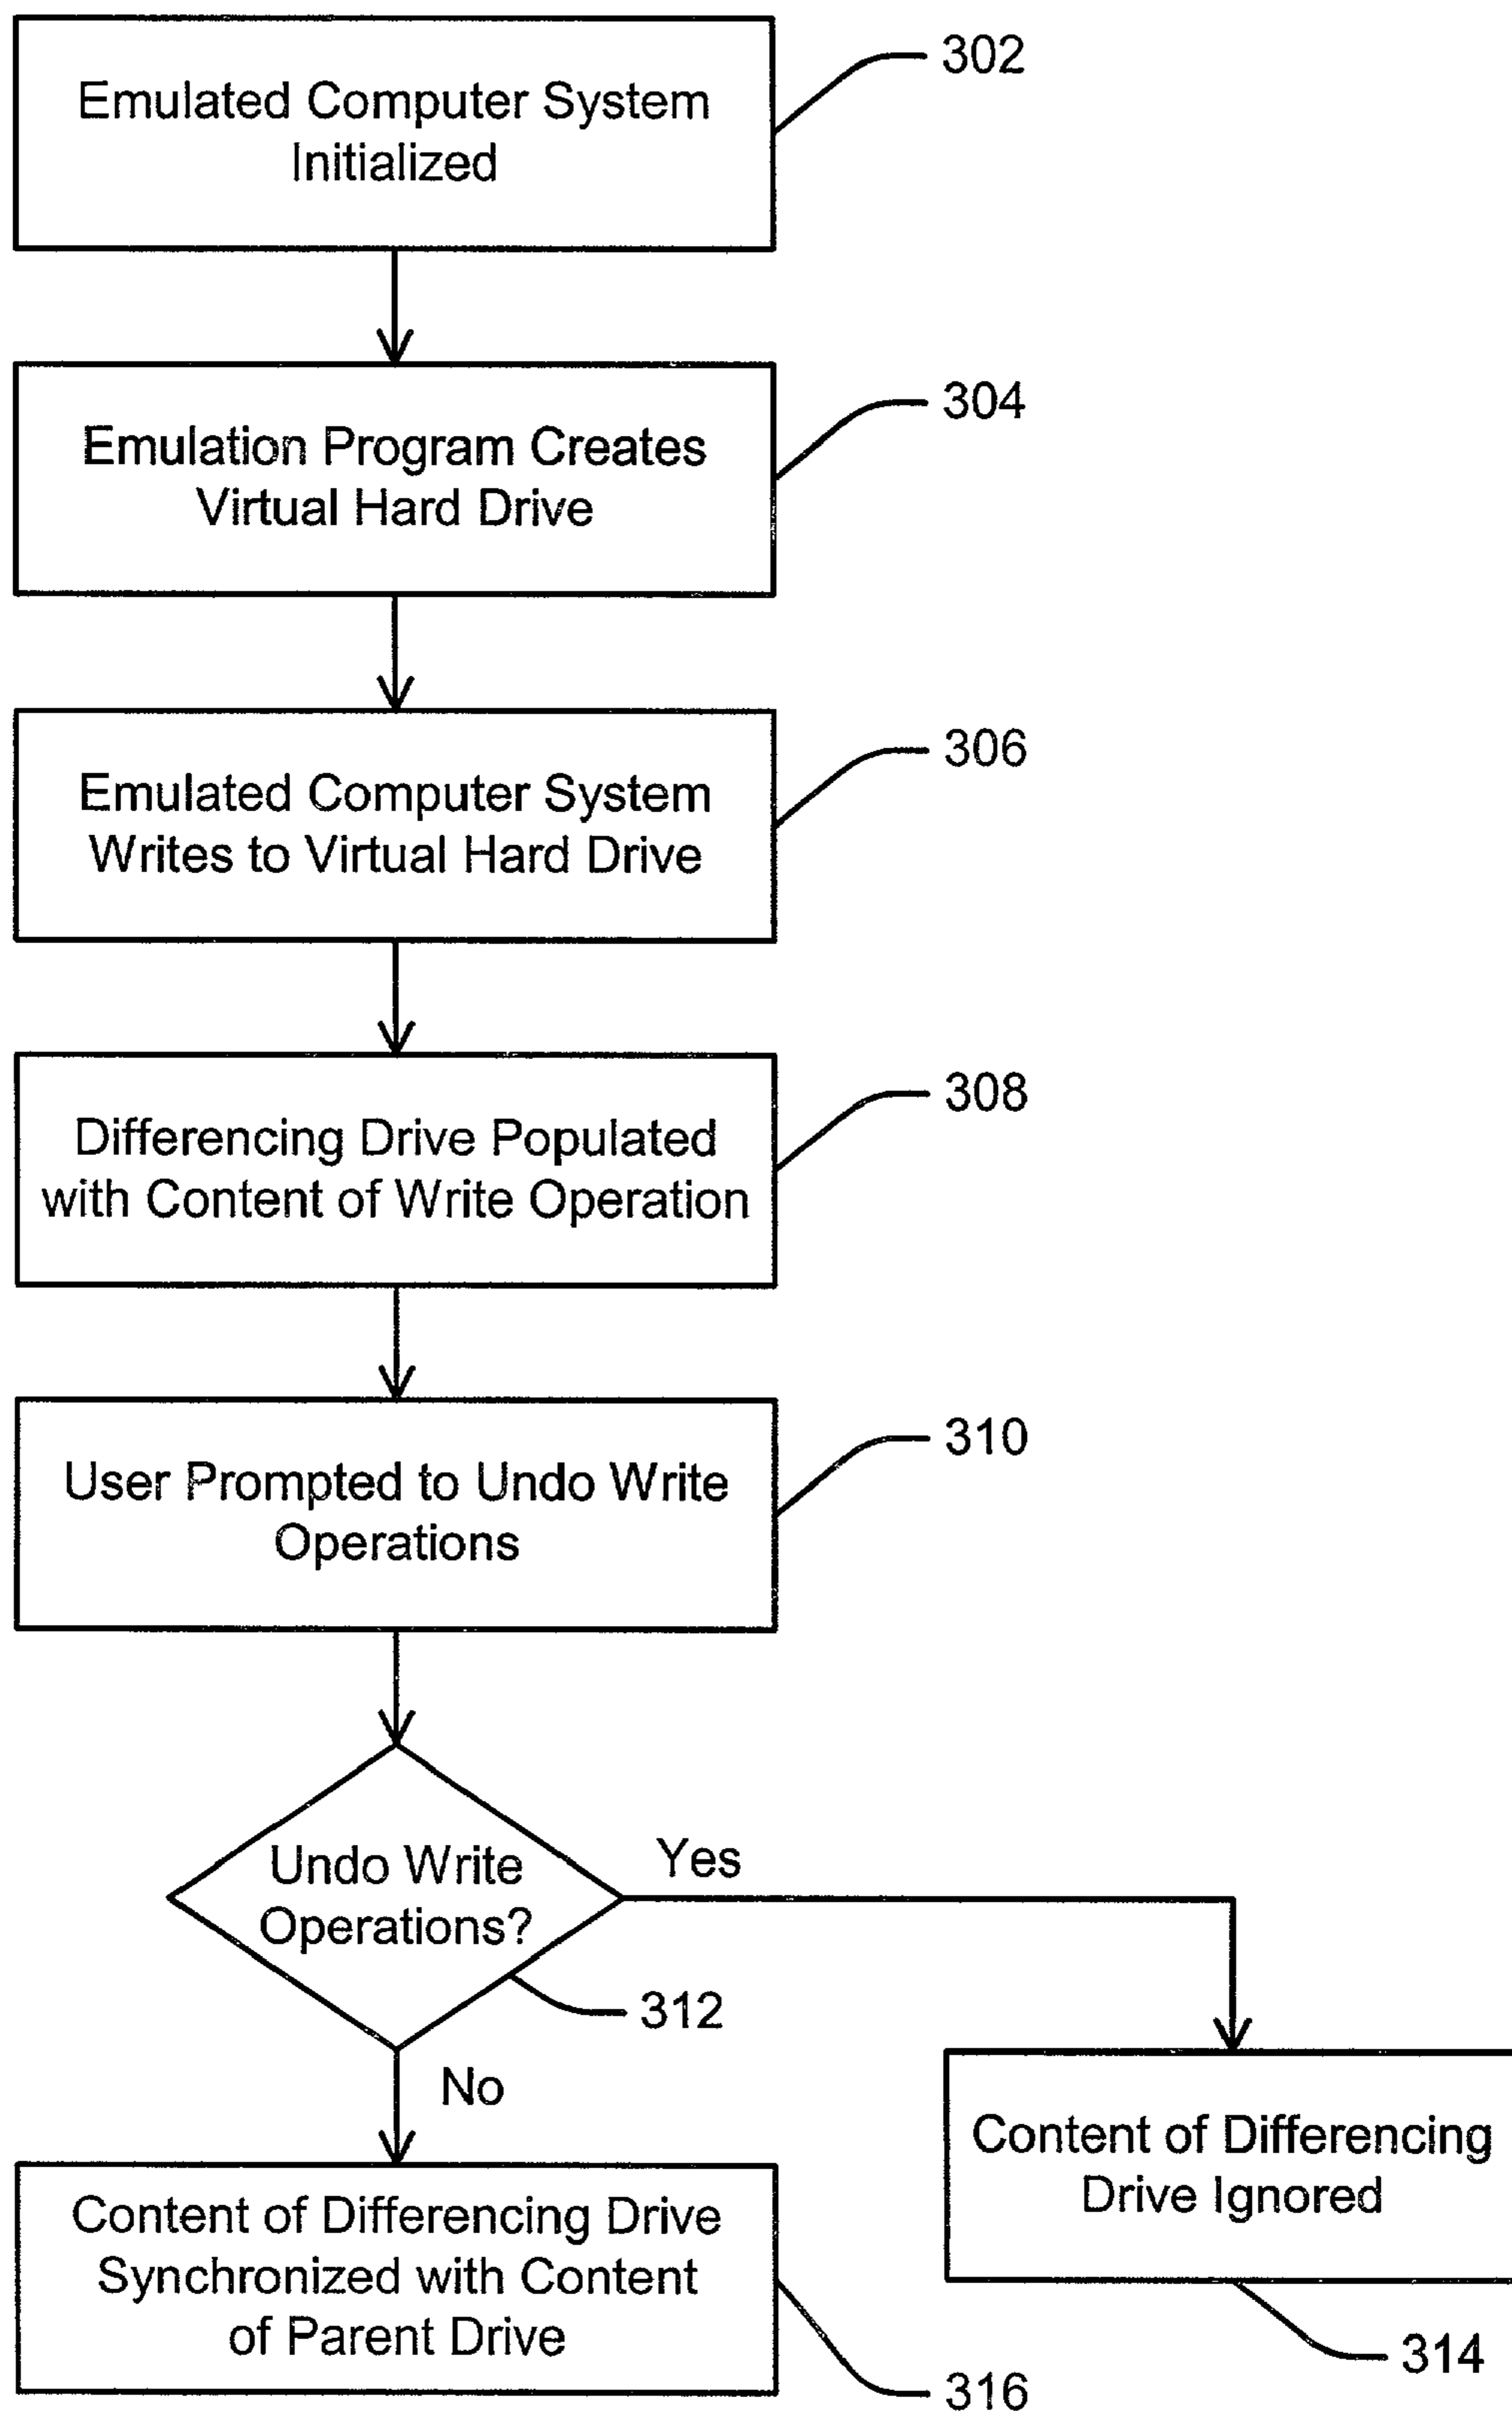 Emulated Computer System
Initialized
302
Emulation Program Creates
Virtual Hard Drive
304
Emulated Computer System
Writes to Virtual Hard Drive
306
Differencing Drive Populated
with Content of Write Operation
308
User Prompted to Undo Write
Operations
310
Undo Write
Operations?
Yes
312
No
Content of Differencing
Drive Ignored
314
Content of Differencing Drive
Synchronized with Content
of Parent Drive
316